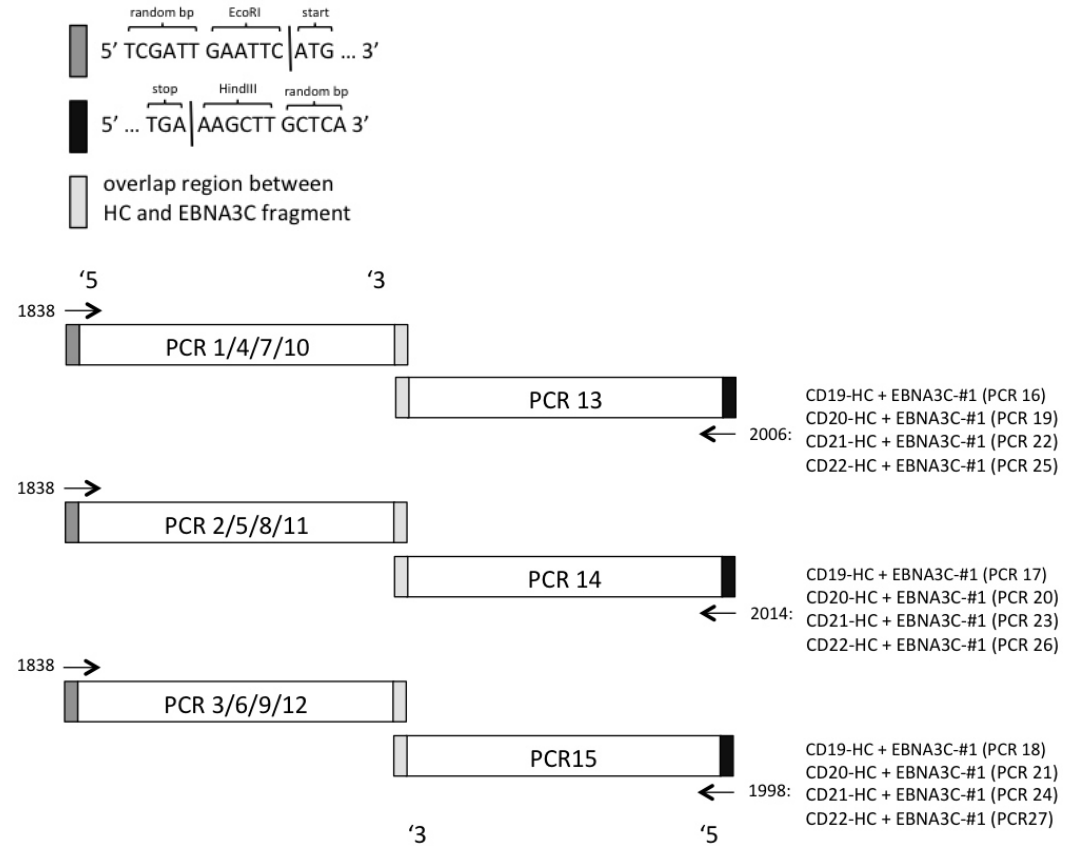 random bp EcoRI start
5’ TCGATT GAATTC ATG ... 3’
stop HindIII random bp
5’ ... TGA AAGCTT GCTCA 3’
overlap region between
HC and EBNA3C fragment
‘5 ‘3
1838
PCR 1/4/7/10
PCR 13
2006:
CD19-HC + EBNA3C-#1 (PCR 16)
CD20-HC + EBNA3C-#1 (PCR 19)
CD21-HC + EBNA3C-#1 (PCR 22)
CD22-HC + EBNA3C-#1 (PCR 25)
1838
PCR 2/5/8/11
PCR 14
2014:
CD19-HC + EBNA3C-#1 (PCR 17)
CD20-HC + EBNA3C-#1 (PCR 20)
CD21-HC + EBNA3C-#1 (PCR 23)
CD22-HC + EBNA3C-#1 (PCR 26)
1838
PCR 3/6/9/12
PCR15
1998:
CD19-HC + EBNA3C-#1 (PCR 18)
CD20-HC + EBNA3C-#1 (PCR 21)
CD21-HC + EBNA3C-#1 (PCR 24)
CD22-HC + EBNA3C-#1 (PCR27)
‘3 ‘5